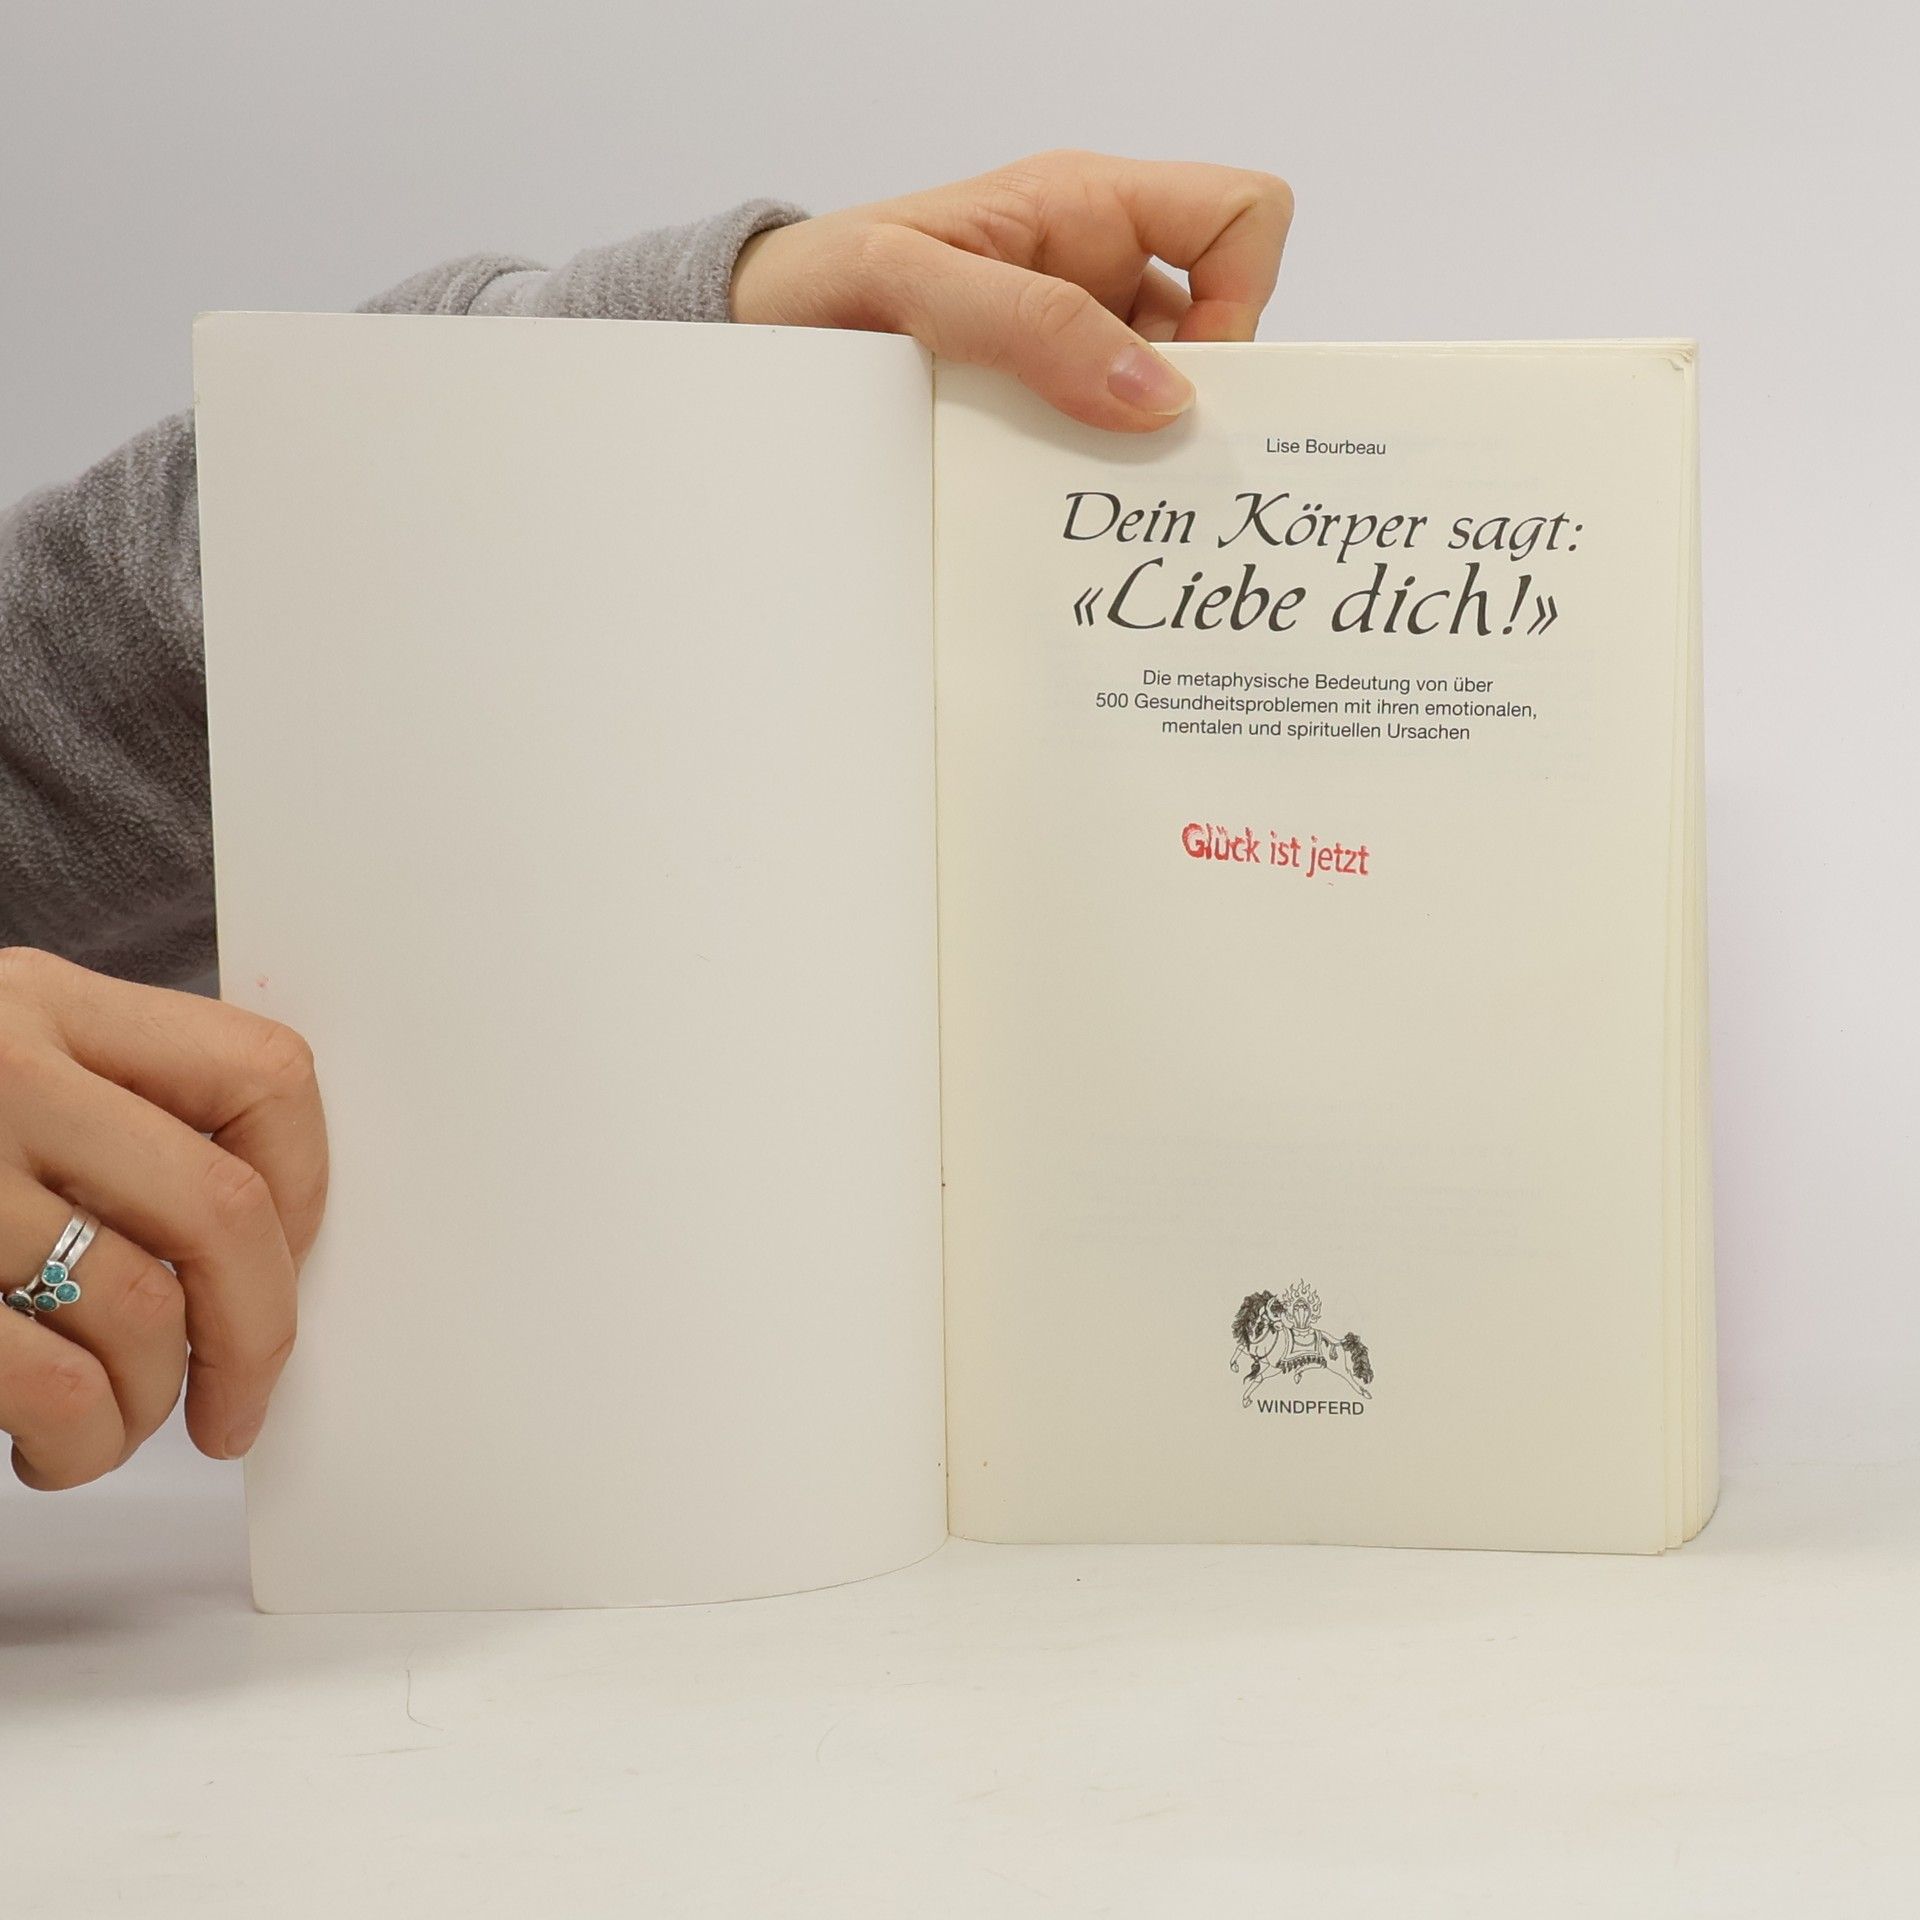 Lise Bourbeau
Dein Körper sagt:
«Liebe dich!»
Die metaphysische Bedeutung von über
500 Gesundheitsproblemen mit ihren emotionalen,
mentalen und spirituellen Ursachen
Glück ist jetzt
WINDPFERD